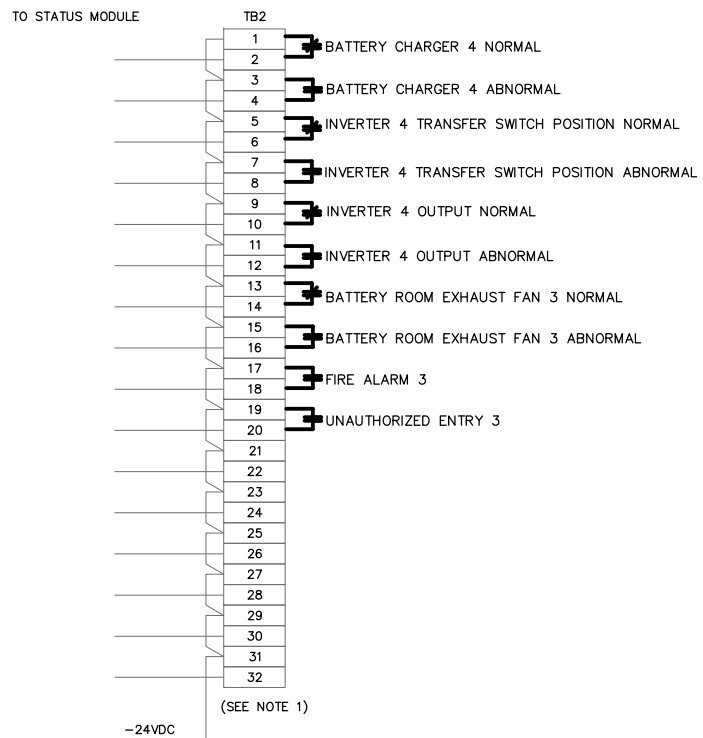 TO STATUS MODULE TB2
1
BATTERY CHARGER 4 NORMAL
2
3
BATTERY CHARGER 4 ABNORMAL
4
5
INVERTER 4 TRANSFER SWITCH POSITION NORMAL
6
7
INVERTER 4 TRANSFER SWITCH POSITION ABNORMAL
8
9
INVERTER 4 OUTPUT NORMAL
10
11
INVERTER 4 OUTPUT ABNORMAL
12
13
BATTERY ROOM EXHAUST FAN 3 NORMAL
14
15
BATTERY ROOM EXHAUST FAN 3 ABNORMAL
16
17
FIRE ALARM 3
18
19
UNAUTHORIZED ENTRY 3
20
21
22
23
24
25
26
27
28
29
30
31
32
(SEE NOTE 1)
-24VDC